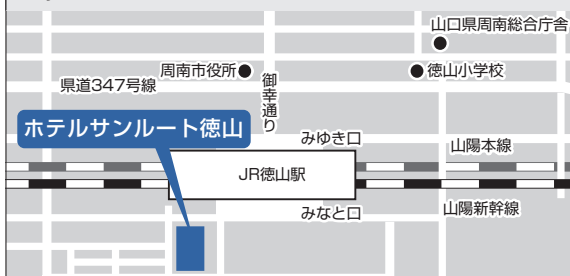 山口県周南総合庁舎
周南市役所
徳山小学校
県道347号線
御幸通り
ホテルサンルート徳山
みゆき口
山陽本線
JR徳山駅
みなと口
山陽新幹線